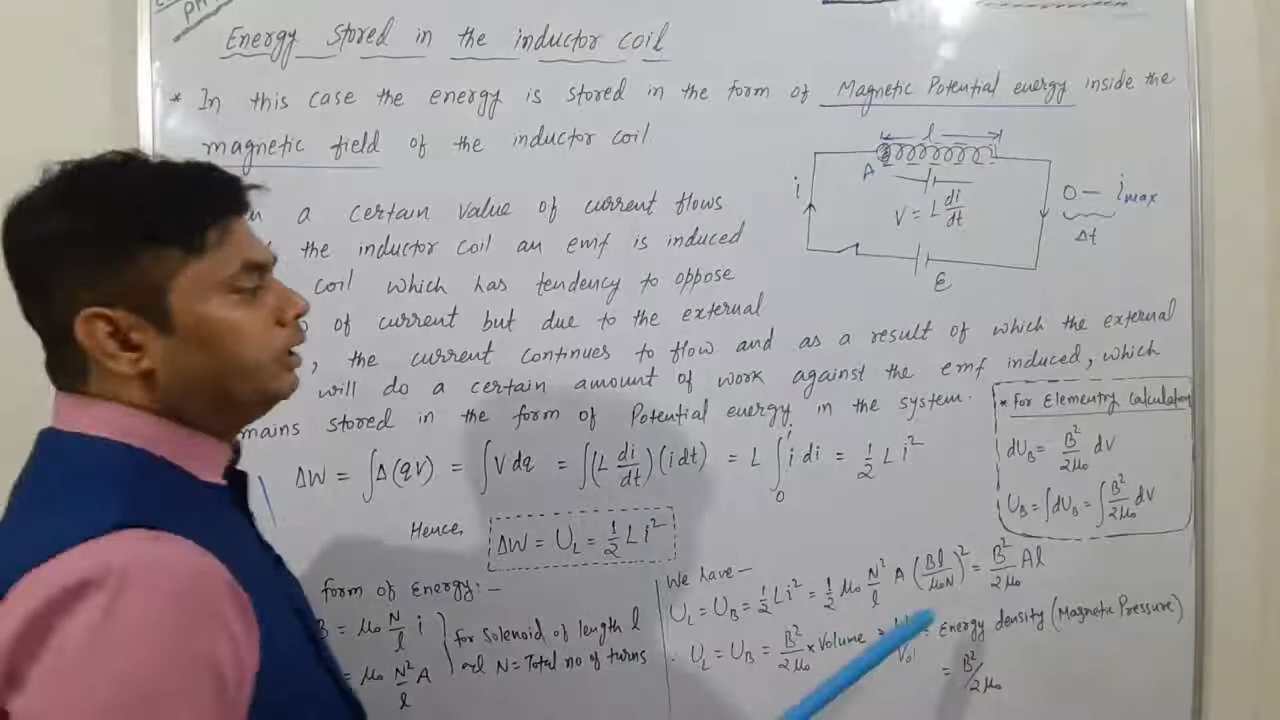 PH
Energy Stored in the inductor coil
* In this case the energy is stored in the form of Magnetic Potential energy inside the
magnetic field of the inductor coil
l
A
V = L di/dt
i
0 — imax
Δt
E
a certain value of current flows
the inductor coil an emf is induced
coil which has tendency to oppose
of current but due to the external
, the current continues to flow and as a result of which the external
will do a certain amount of work against the emf induced, which
mains stored in the form of Potential energy in the system.
ΔW = ∫Δ(qV) = ∫Vdq = ∫(L di/dt)(idt) = L ∫₀ⁱ i di = 1/2 Li²
Hence, ΔW = U_L = 1/2 Li²
* For Elementry Calculation
dU_B = B²/2μ₀ dV
U_B = ∫dU_B = ∫ B²/2μ₀ dV
form of Energy:-
B = μ₀ N/l i
= μ₀ N²/l A
for Solenoid of length l
and N = Total no of turns
We have —
U_L = U_B = 1/2 Li² = 1/2 μ₀ N²/l A (Bl/μ₀N)² = B²/2μ₀ Al
U_L = U_B = B²/2μ₀ × Volume
Vol = Energy density (Magnetic Pressure)
= B²/2μ₀